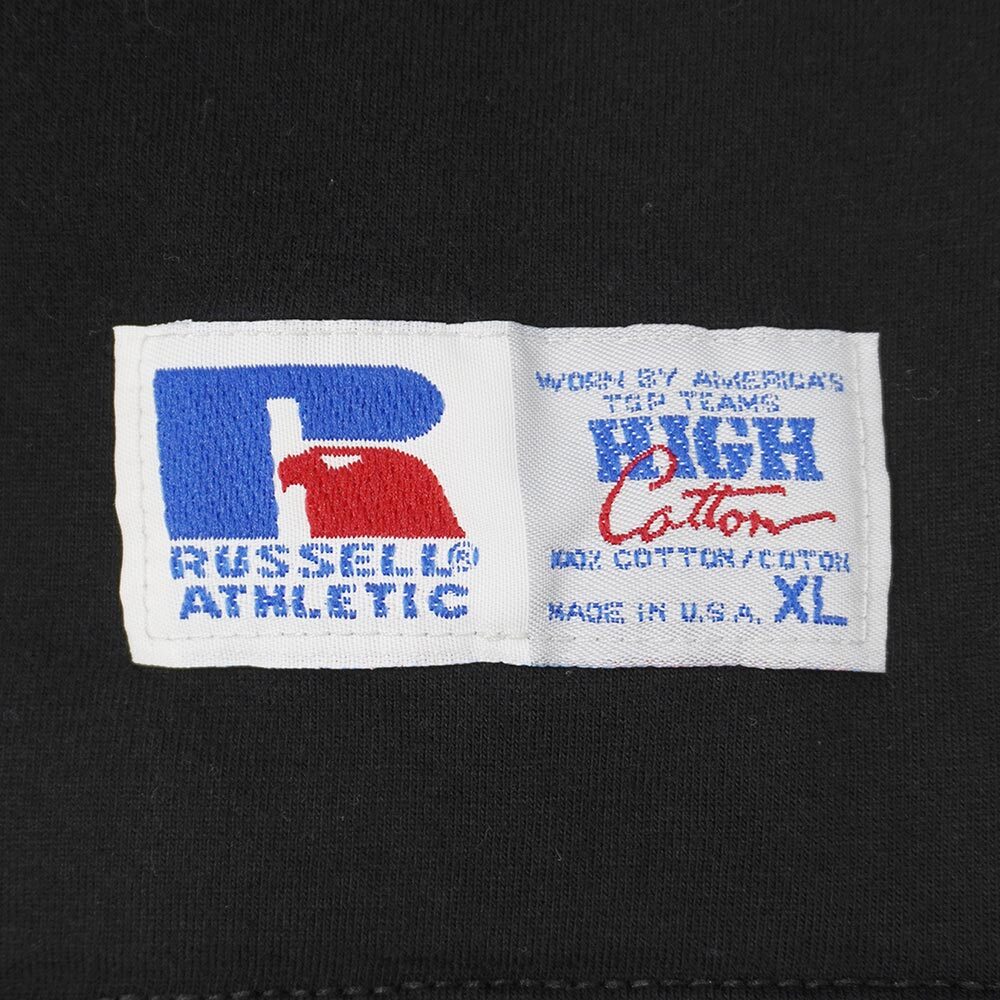 R
RUSSELL®
ATHLETIC
WORN BY AMERICA'S
TOP TEAMS
HIGH
Cotton
100% COTTON/COTON
MADE IN U.S.A. XL